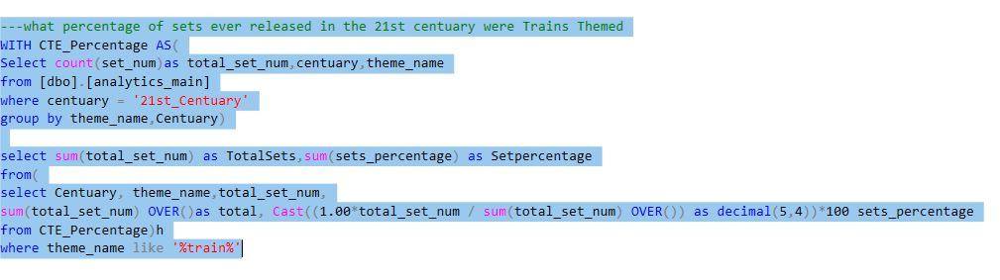 ---what percentage of sets ever released in the 21st centuary were Trains Themed
WITH CTE_Percentage AS(
Select count(set_num)as total_set_num,centuary,theme_name
from [dbo].[analytics_main]
where centuary = '21st_Centuary'
group by theme_name,Centuary)
select sum(total_set_num) as TotalSets,sum(sets_percentage) as Setpercentage
from(
select Centuary, theme_name,total_set_num,
sum(total_set_num) OVER()as total, Cast((1.00*total_set_num / sum(total_set_num) OVER()) as decimal(5,4))*100 sets_percentage
from CTE_Percentage)h
where theme_name like '%train%'